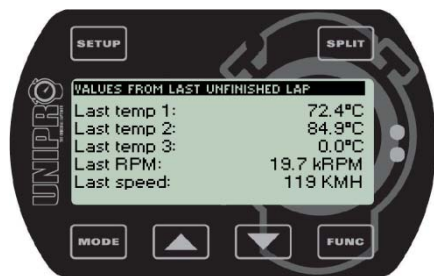 SETUP
SPLIT
VALUES FROM LAST UNFINISHED LAP
Last temp 1: 72.4°C
Last temp 2: 84.9°C
Last temp 3: 0.0°C
Last RPM: 19.7 kRPM
Last speed: 119 KMH
UNIPRO
MODE
FUNC